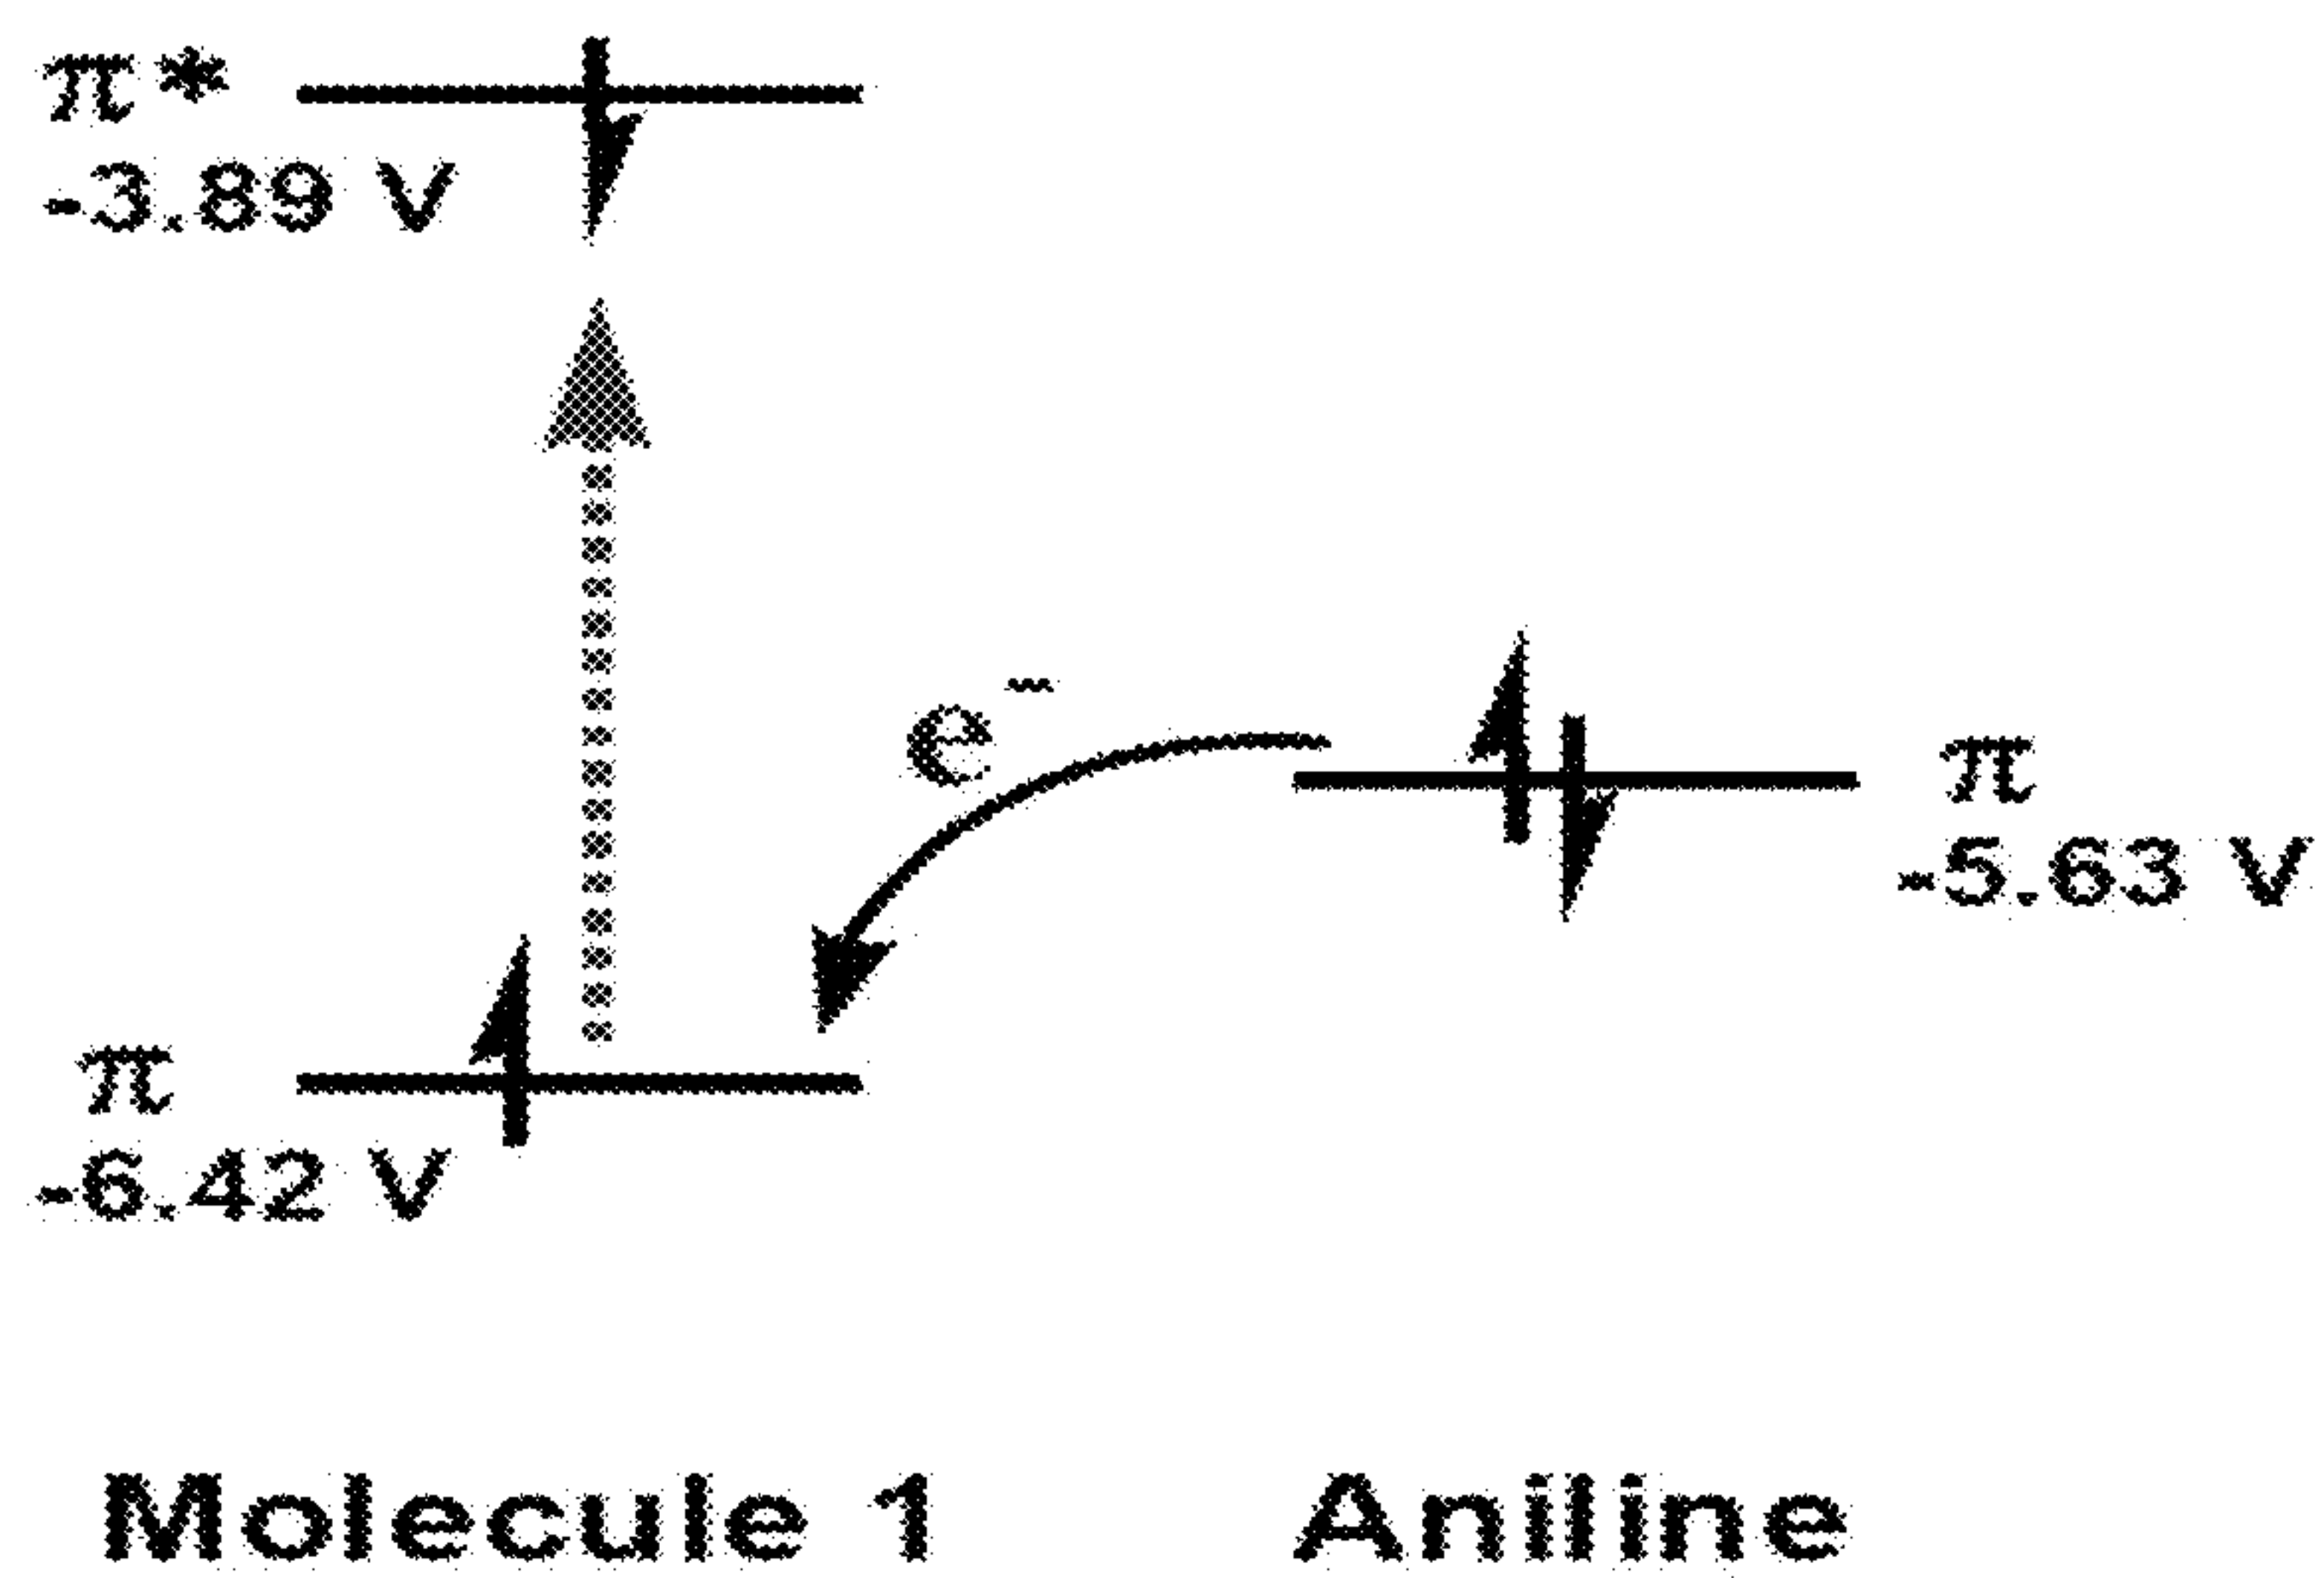 π*
-3.89 V
e⁻
π
-5.63 V
π
-6.42 V
Molecule 1
Aniline